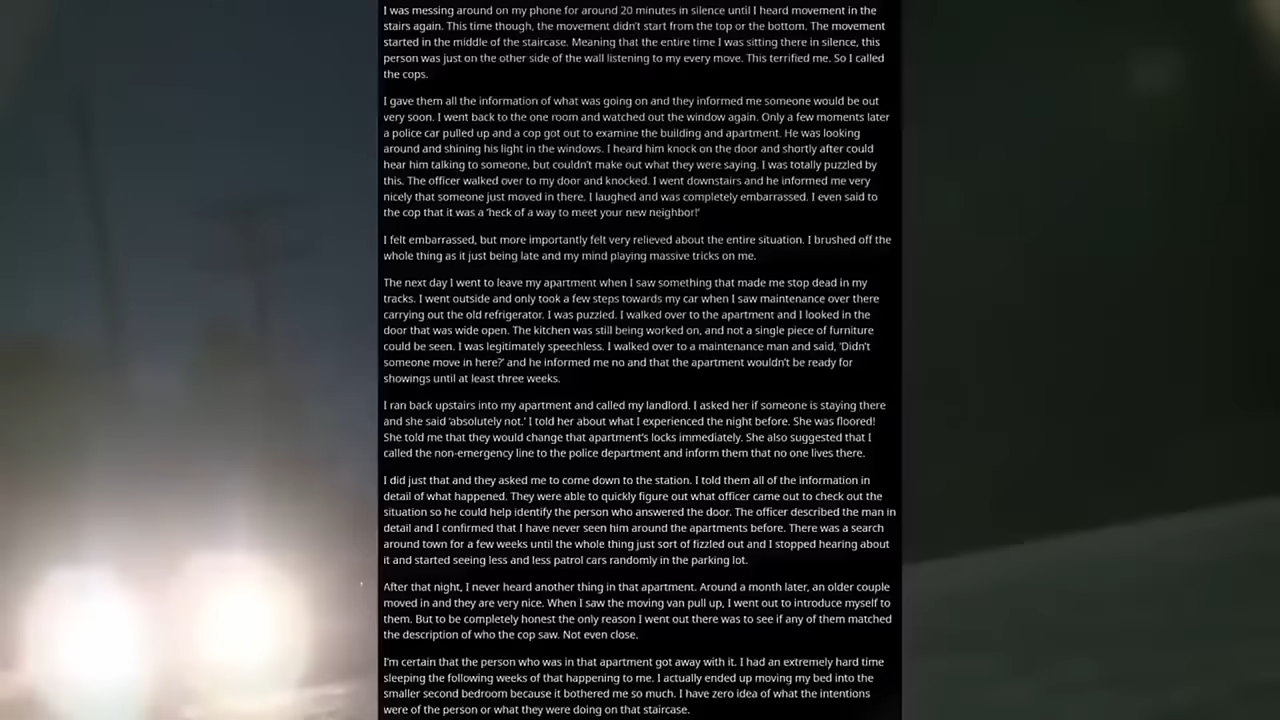 I was messing around on my phone for around 20 minutes in silence until I heard movement in the
stairs again. This time though, the movement didn't start from the top or the bottom. The movement
started in the middle of the staircase. Meaning that the entire time I was sitting there in silence, this
person was just on the other side of the wall listening to my every move. This terrified me. So I called
the cops.
I gave them all the information of what was going on and they informed me someone would be out
very soon. I went back to the one room and watched out the window again. Only a few moments later
a police car pulled up and a cop got out to examine the building and apartment. He was looking
around and shining his light in the windows. I heard him knock on the door and shortly after could
hear him talking to someone, but couldn't make out what they were saying. I was totally puzzled by
this. The officer walked over to my door and knocked. I went downstairs and he informed me very
nicely that someone just moved in there. I laughed and was completely embarrassed. I even said to
the cop that it was a 'heck of a way to meet your new neighbor!'
I felt embarrassed, but more importantly felt very relieved about the entire situation. I brushed off the
whole thing as it just being late and my mind playing massive tricks on me.
The next day I went to leave my apartment when I saw something that made me stop dead in my
tracks. I went outside and only took a few steps towards my car when I saw maintenance over there
carrying out the old refrigerator. I was puzzled. I walked over to the apartment and I looked in the
door that was wide open. The kitchen was still being worked on, and not a single piece of furniture
could be seen. I was legitimately speechless. I walked over to a maintenance man and said, 'Didn't
someone move in here?' and he informed me no and that the apartment wouldn't be ready for
showings until at least three weeks.
I ran back upstairs into my apartment and called my landlord. I asked her if someone is staying there
and she said 'absolutely not.' I told her about what I experienced the night before. She was floored!
She told me that they would change that apartment's locks immediately. She also suggested that I
called the non-emergency line to the police department and inform them that no one lives there.
I did just that and they asked me to come down to the station. I told them all of the information in
detail of what happened. They were able to quickly figure out what officer came out to check out the
situation so he could help identify the person who answered the door. The officer described the man in
detail and I confirmed that I have never seen him around the apartments before. There was a search
around town for a few weeks until the whole thing just sort of fizzled out and I stopped hearing about
it and started seeing less and less patrol cars randomly in the parking lot.
After that night, I never heard another thing in that apartment. Around a month later, an older couple
moved in and they are very nice. When I saw the moving van pull up, I went out to introduce myself to
them. But to be completely honest the only reason I went out there was to see if any of them matched
the description of who the cop saw. Not even close.
I'm certain that the person who was in that apartment got away with it. I had an extremely hard time
sleeping the following weeks of that happening to me. I actually ended up moving my bed into the
smaller second bedroom because it bothered me so much. I have zero idea of what the intentions
were of the person or what they were doing on that staircase.